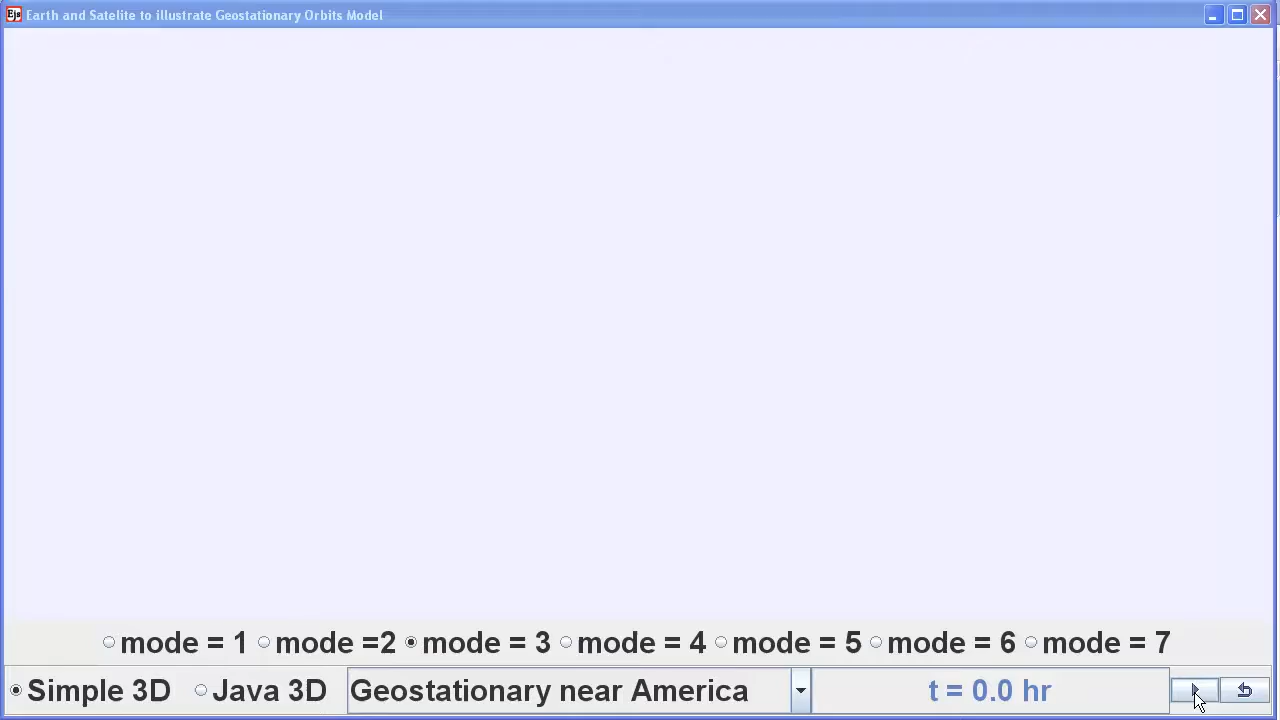 Ejs Earth and Satelite to illustrate Geostationary Orbits Model
mode = 1 mode =2 mode = 3 mode = 4 mode = 5 mode = 6 mode = 7
Simple 3D Java 3D Geostationary near America t = 0.0 hr